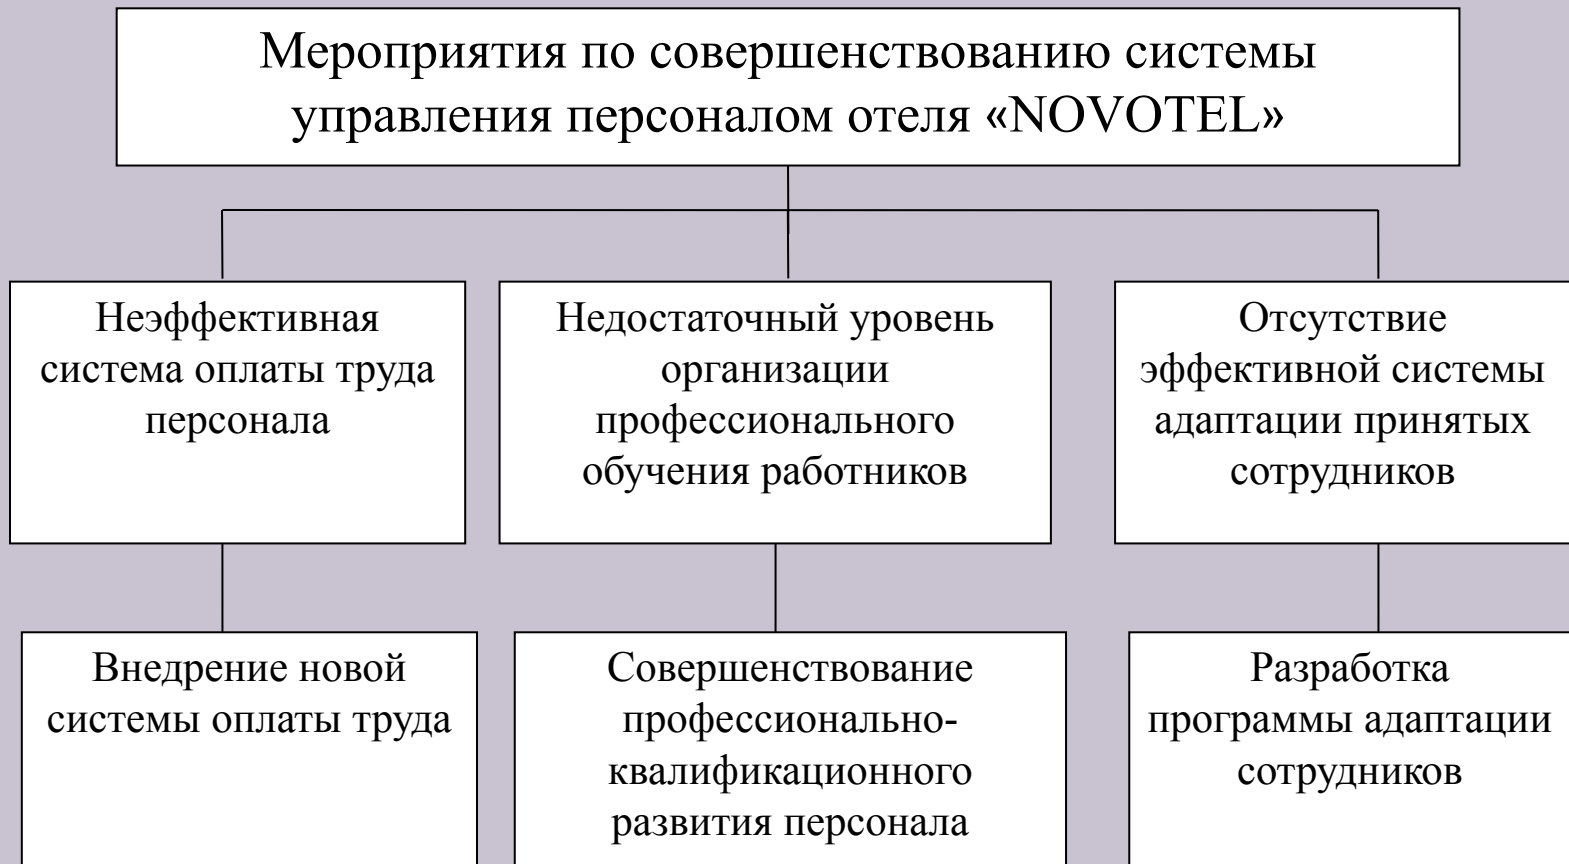 Мероприятия по совершенствованию системы
управления персоналом отеля «NOVOTEL»
Неэффективная
система оплаты труда
персонала
Недостаточный уровень
организации
профессионального
обучения работников
Отсутствие
эффективной системы
адаптации принятых
сотрудников
Внедрение новой
системы оплаты труда
Совершенствование
профессионально-
квалификационного
развития персонала
Разработка
программы адаптации
сотрудников